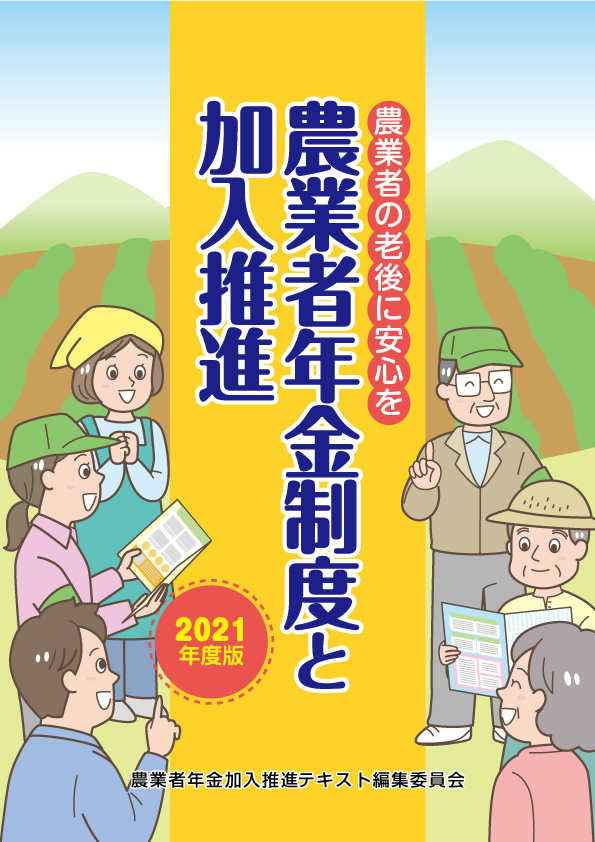 農業者の老後に安心を
農業者年金制度と
加入推進
2021
年度版
農業者年金加入推進テキスト編集委員会